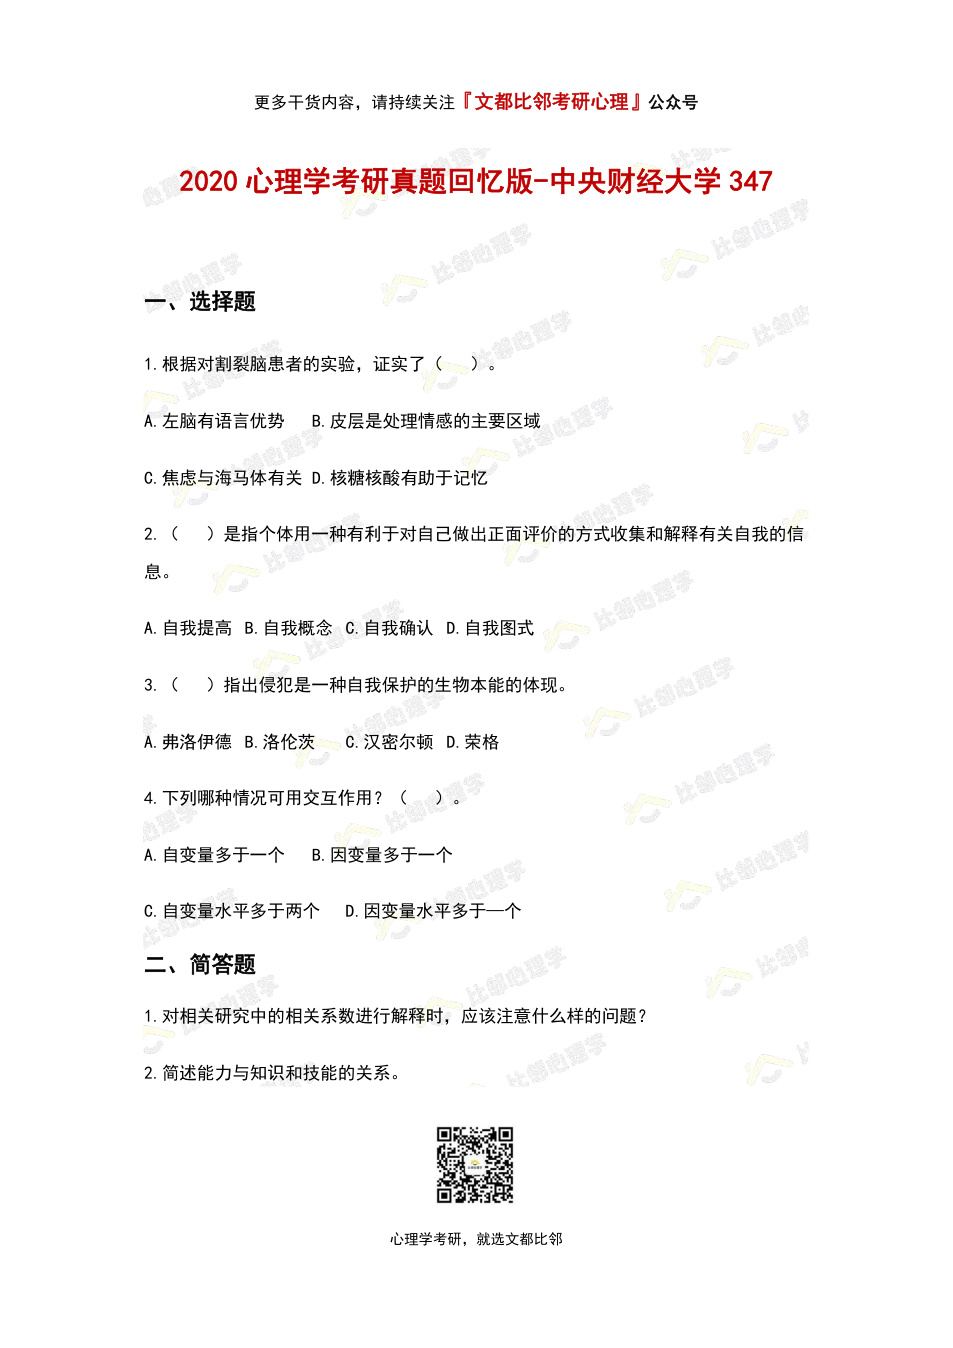 更多干货内容，请持续关注『文都比邻考研心理』公众号
2020心理学考研真题回忆版-中央财经大学347
一、选择题
1.根据对割裂脑患者的实验，证实了（ ）。
A.左脑有语言优势 B.皮层是处理情感的主要区域
C.焦虑与海马体有关 D.核糖核酸有助于记忆
2.（ ）是指个体用一种有利于对自己做出正面评价的方式收集和解释有关自我的信
息。
A.自我提高 B.自我概念 C.自我确认 D.自我图式
3.（ ）指出侵犯是一种自我保护的生物本能的体现。
A.弗洛伊德 B.洛伦茨 C.汉密尔顿 D.荣格
4.下列哪种情况可用交互作用？（ ）。
A.自变量多于一个 B.因变量多于一个
C.自变量水平多于两个 D.因变量水平多于—个
二、简答题
1.对相关研究中的相关系数进行解释时，应该注意什么样的问题？
2.简述能力与知识和技能的关系。
心理学考研，就选文都比邻
比邻心理学